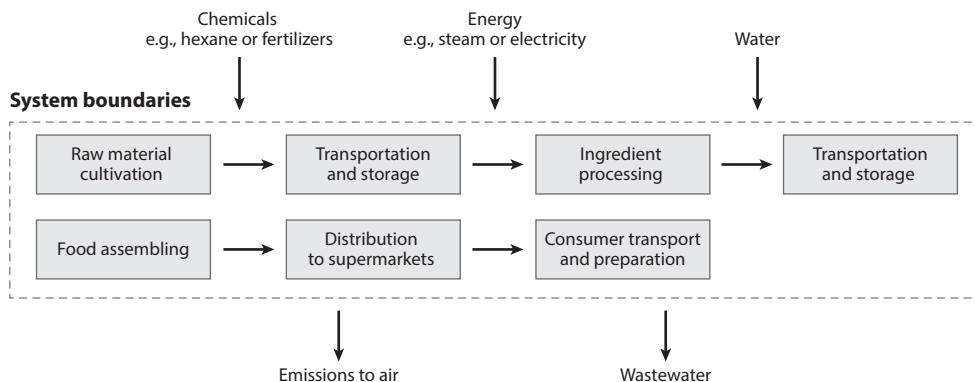 Chemicals
e.g., hexane or fertilizers
Energy
e.g., steam or electricity
Water
System boundaries
Raw material
cultivation
Transportation
and storage
Ingredient
processing
Transportation
and storage
Food assembling
Distribution
to supermarkets
Consumer transport
and preparation
Emissions to air
Wastewater